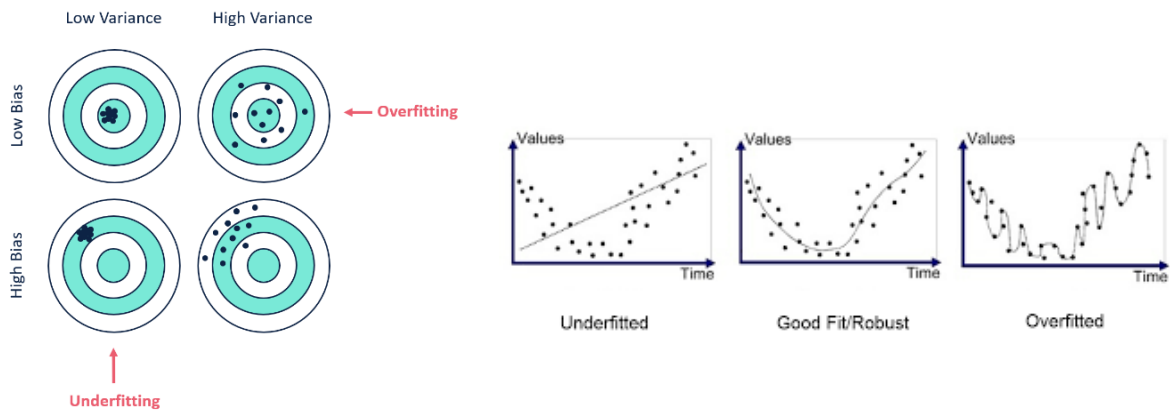 Low Variance
High Variance
Low Bias
Overfitting
High Bias
Underfitting
Values
Time
Underfitted
Values
Time
Good Fit/Robust
Values
Time
Overfitted